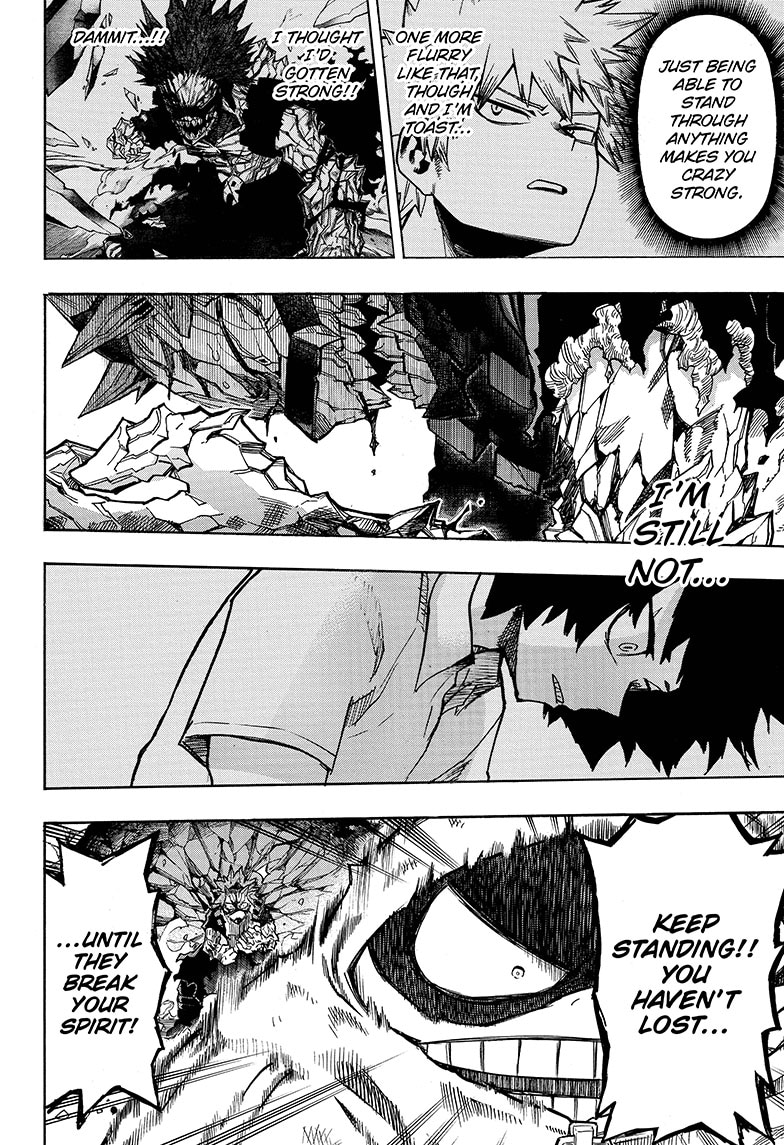 JUST BEING
ABLE TO
STAND
THROUGH
ANYTHING
MAKES YOU
CRAZY
STRONG.
ONE MORE
FLURRY
LIKE THAT,
THOUGH
AND I'M
TOAST...
I THOUGHT
I'D
GOTTEN
STRONG!!
DAMMIT...!!
I'M
STILL
NOT...
KEEP
STANDING!!
YOU
HAVEN'T
LOST...
...UNTIL
THEY
BREAK
YOUR
SPIRIT!